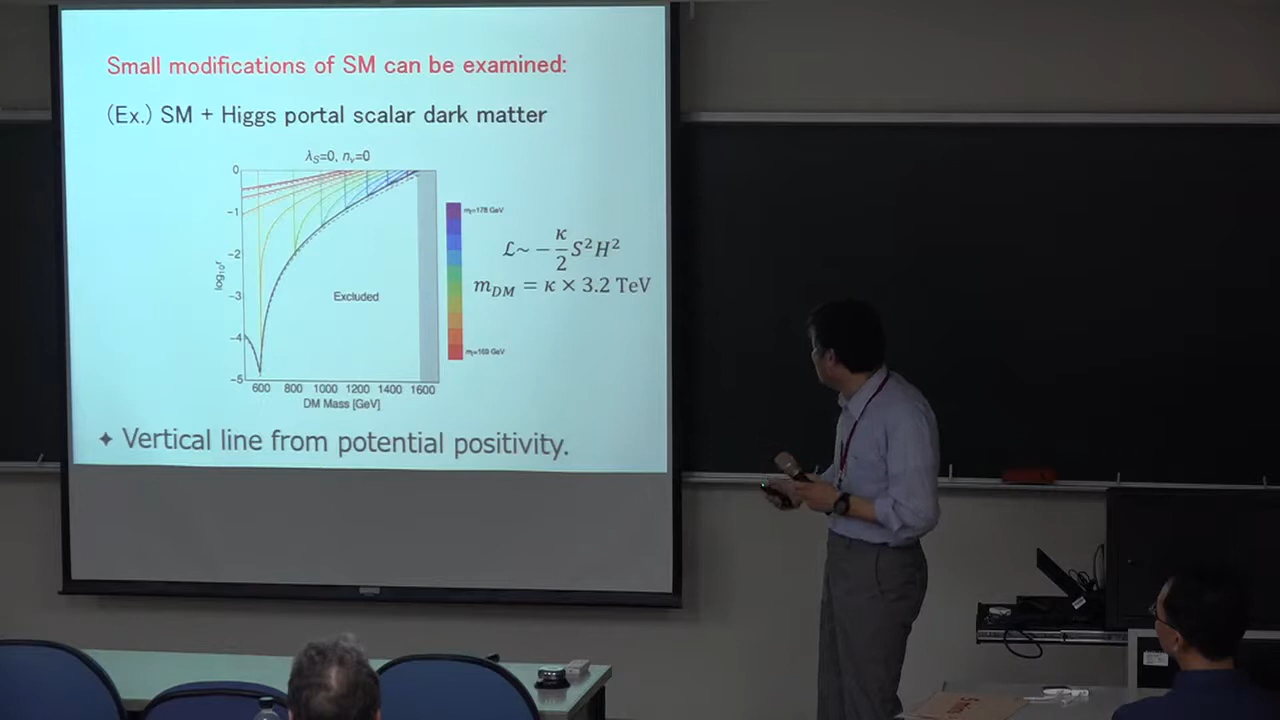 Small modifications of SM can be examined:
(Ex.) SM + Higgs portal scalar dark matter
λS=0, nν=0
0
−1
−2
−3
−4
−5
log10r
Excluded
600 800 1000 1200 1400 1600
DM Mass [GeV]
mt=178 GeV
mt=169 GeV
ℒ~ − κ/2 S²H²
mDM = κ × 3.2 TeV
✦ Vertical line from potential positivity.